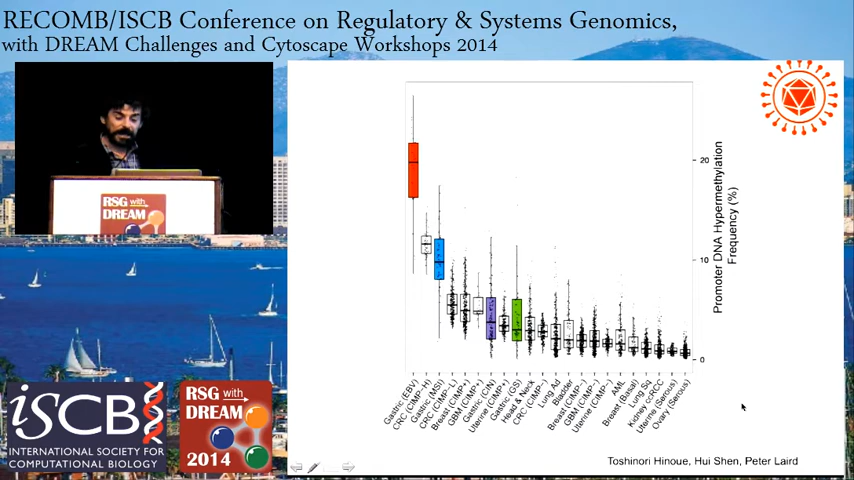 RECOMB/ISCB Conference on Regulatory & Systems Genomics,
with DREAM Challenges and Cytoscape Workshops 2014
RSG with
DREAM
Promoter DNA Hypermethylation
Frequency (%)
20
10
0
Gastric (EBV)
CRC (CIMP-H)
Gastric (MSI)
CRC (CIMP-L)
Breast (CIMP+)
GBM (CIMP+)
Gastric (CIN)
Uterine (CIMP+)
Gastric (GS)
Head & Neck
CRC (CIMP-)
Lung Ad
Bladder
Breast (CIMP-)
GBM (CIMP-)
Uterine (CIMP-)
AML
Breast (Basal)
Lung Sq
Kidney ccRCC
Uterine (Serous)
Ovary (Serous)
Toshinori Hinoue, Hui Shen, Peter Laird
iSCB
INTERNATIONAL SOCIETY FOR
COMPUTATIONAL BIOLOGY
RSG with
DREAM
2014